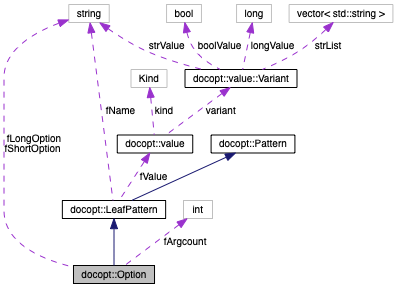 string
bool
long
vector< std::string >
strValue
boolValue
longValue
strList
Kind
docopt::value::Variant
fName
kind
variant
fLongOption
fShortOption
docopt::value
docopt::Pattern
fValue
docopt::LeafPattern
int
fArgcount
docopt::Option